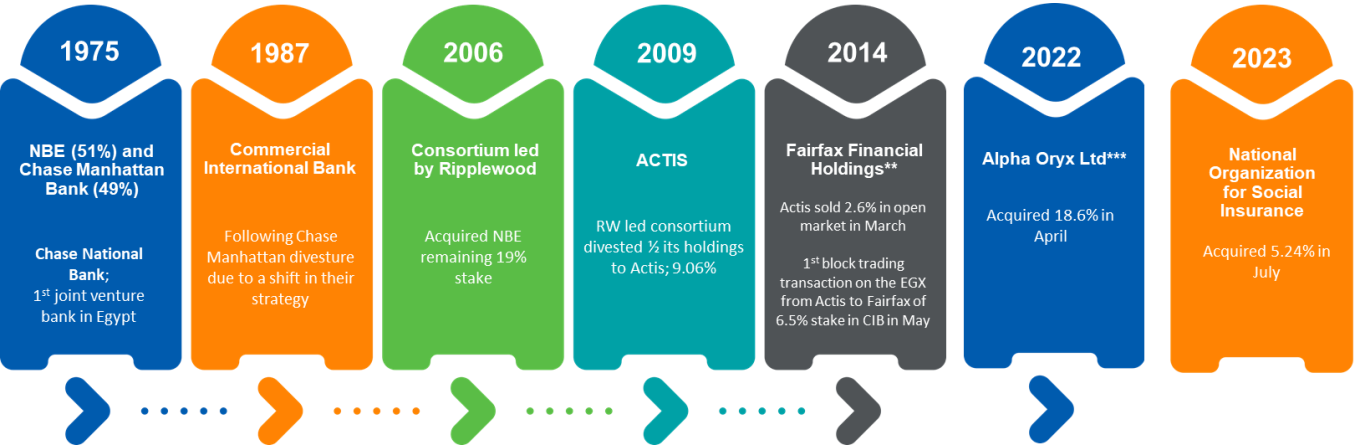 1975
NBE (51%) and
Chase Manhattan
Bank (49%)
Chase National
Bank;
1st joint venture
bank in Egypt
1987
Commercial
International Bank
Following Chase
Manhattan divesture
due to a shift in their
strategy
2006
Consortium led
by Ripplewood
Acquired NBE
remaining 19%
stake
2009
ACTIS
RW led consortium
divested ½ its holdings
to Actis; 9.06%
2014
Fairfax Financial
Holdings**
Actis sold 2.6% in open
market in March
1st block trading
transaction on the EGX
from Actis to Fairfax of
6.5% stake in CIB in May
2022
Alpha Oryx Ltd***
Acquired 18.6% in
April
2023
National
Organization
for Social
Insurance
Acquired 5.24% in
July